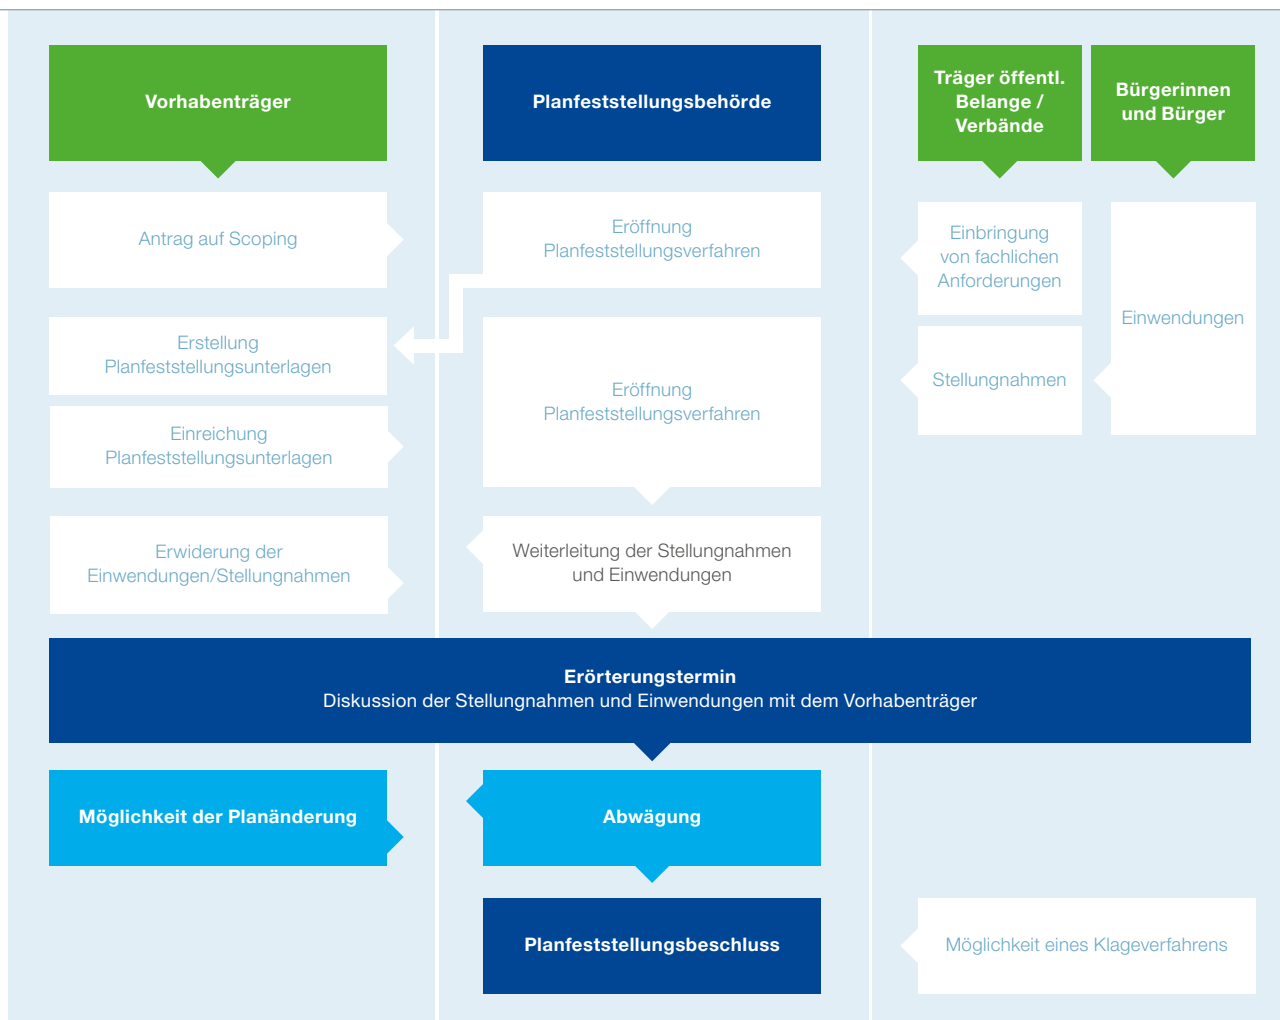 Vorhabenträger
Planfeststellungsbehörde
Träger öffentl.
Belange /
Verbände
Bürgerinnen
und Bürger
Antrag auf Scoping
Eröffnung
Planfeststellungsverfahren
Einbringung
von fachlichen
Anforderungen
Einwendungen
Erstellung
Planfeststellungsunterlagen
Eröffnung
Planfeststellungsverfahren
Stellungnahmen
Einreichung
Planfeststellungsunterlagen
Erwiderung der
Einwendungen/Stellungnahmen
Weiterleitung der Stellungnahmen
und Einwendungen
Erörterungstermin
Diskussion der Stellungnahmen und Einwendungen mit dem Vorhabenträger
Möglichkeit der Planänderung
Abwägung
Planfeststellungsbeschluss
Möglichkeit eines Klageverfahrens